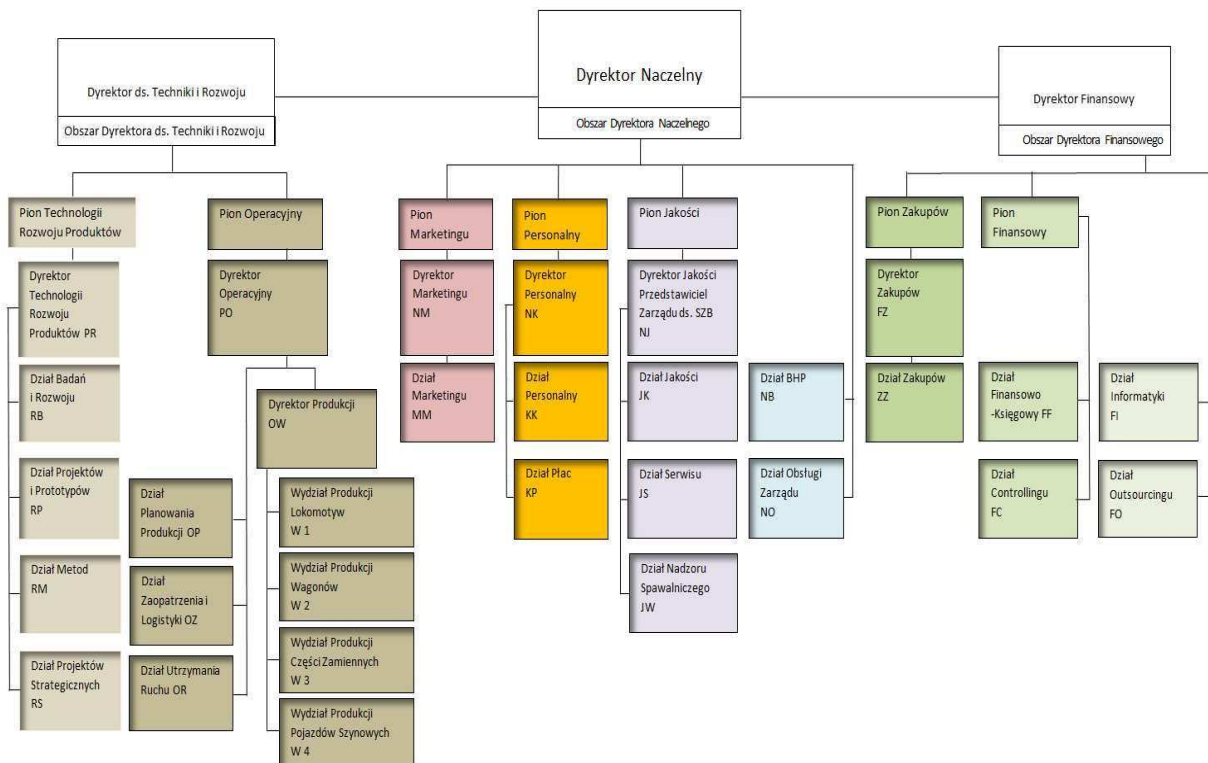 Dyrektor ds. Techniki i Rozwoju
Obszar Dyrektora ds. Techniki i Rozwoju
Dyrektor Naczelny
Obszar Dyrektora Naczelnego
Dyrektor Finansowy
Obszar Dyrektora Finansowego
Pion Technologii
Rozwoju Produktów
Pion Operacyjny
Pion
Marketingu
Pion
Personalny
Pion Jakości
Pion Zakupów
Pion
Finansowy
Dyrektor
Technologii
Rozwoju
Produktów PR
Dyrektor
Operacyjny
PO
Dyrektor
Marketingu
NM
Dyrektor
Personalny
NK
Dyrektor Jakości
Przedstawiciel
Zarządu ds. SZB
NJ
Dyrektor
Zakupów
FZ
Dział Badań
i Rozwoju
RB
Dyrektor Produkcji
OW
Dział
Marketingu
MM
Dział
Personalny
KK
Dział Jakości
JK
Dział BHP
NB
Dział Zakupów
ZZ
Dział
Finansowo
-Księgowy FF
Dział
Informatyki
FI
Dział Projektów
i Prototypów
RP
Dział
Planowania
Produkcji OP
Wydział Produkcji
Lokomotyw
W 1
Dział Płac
KP
Dział Serwisu
JS
Dział Obsługi
Zarządu
NO
Dział
Controllingu
FC
Dział
Outsourcingu
FO
Dział Metod
RM
Dział
Zaopatrzenia i
Logistyki OZ
Wydział Produkcji
Wagonów
W 2
Dział Nadzoru
Spawalniczego
JW
Dział Projektów
Strategicznych
RS
Dział Utrzymania
Ruchu OR
Wydział Produkcji
Części Zamiennych
W 3
Wydział Produkcji
Pojazdów Szynowych
W 4